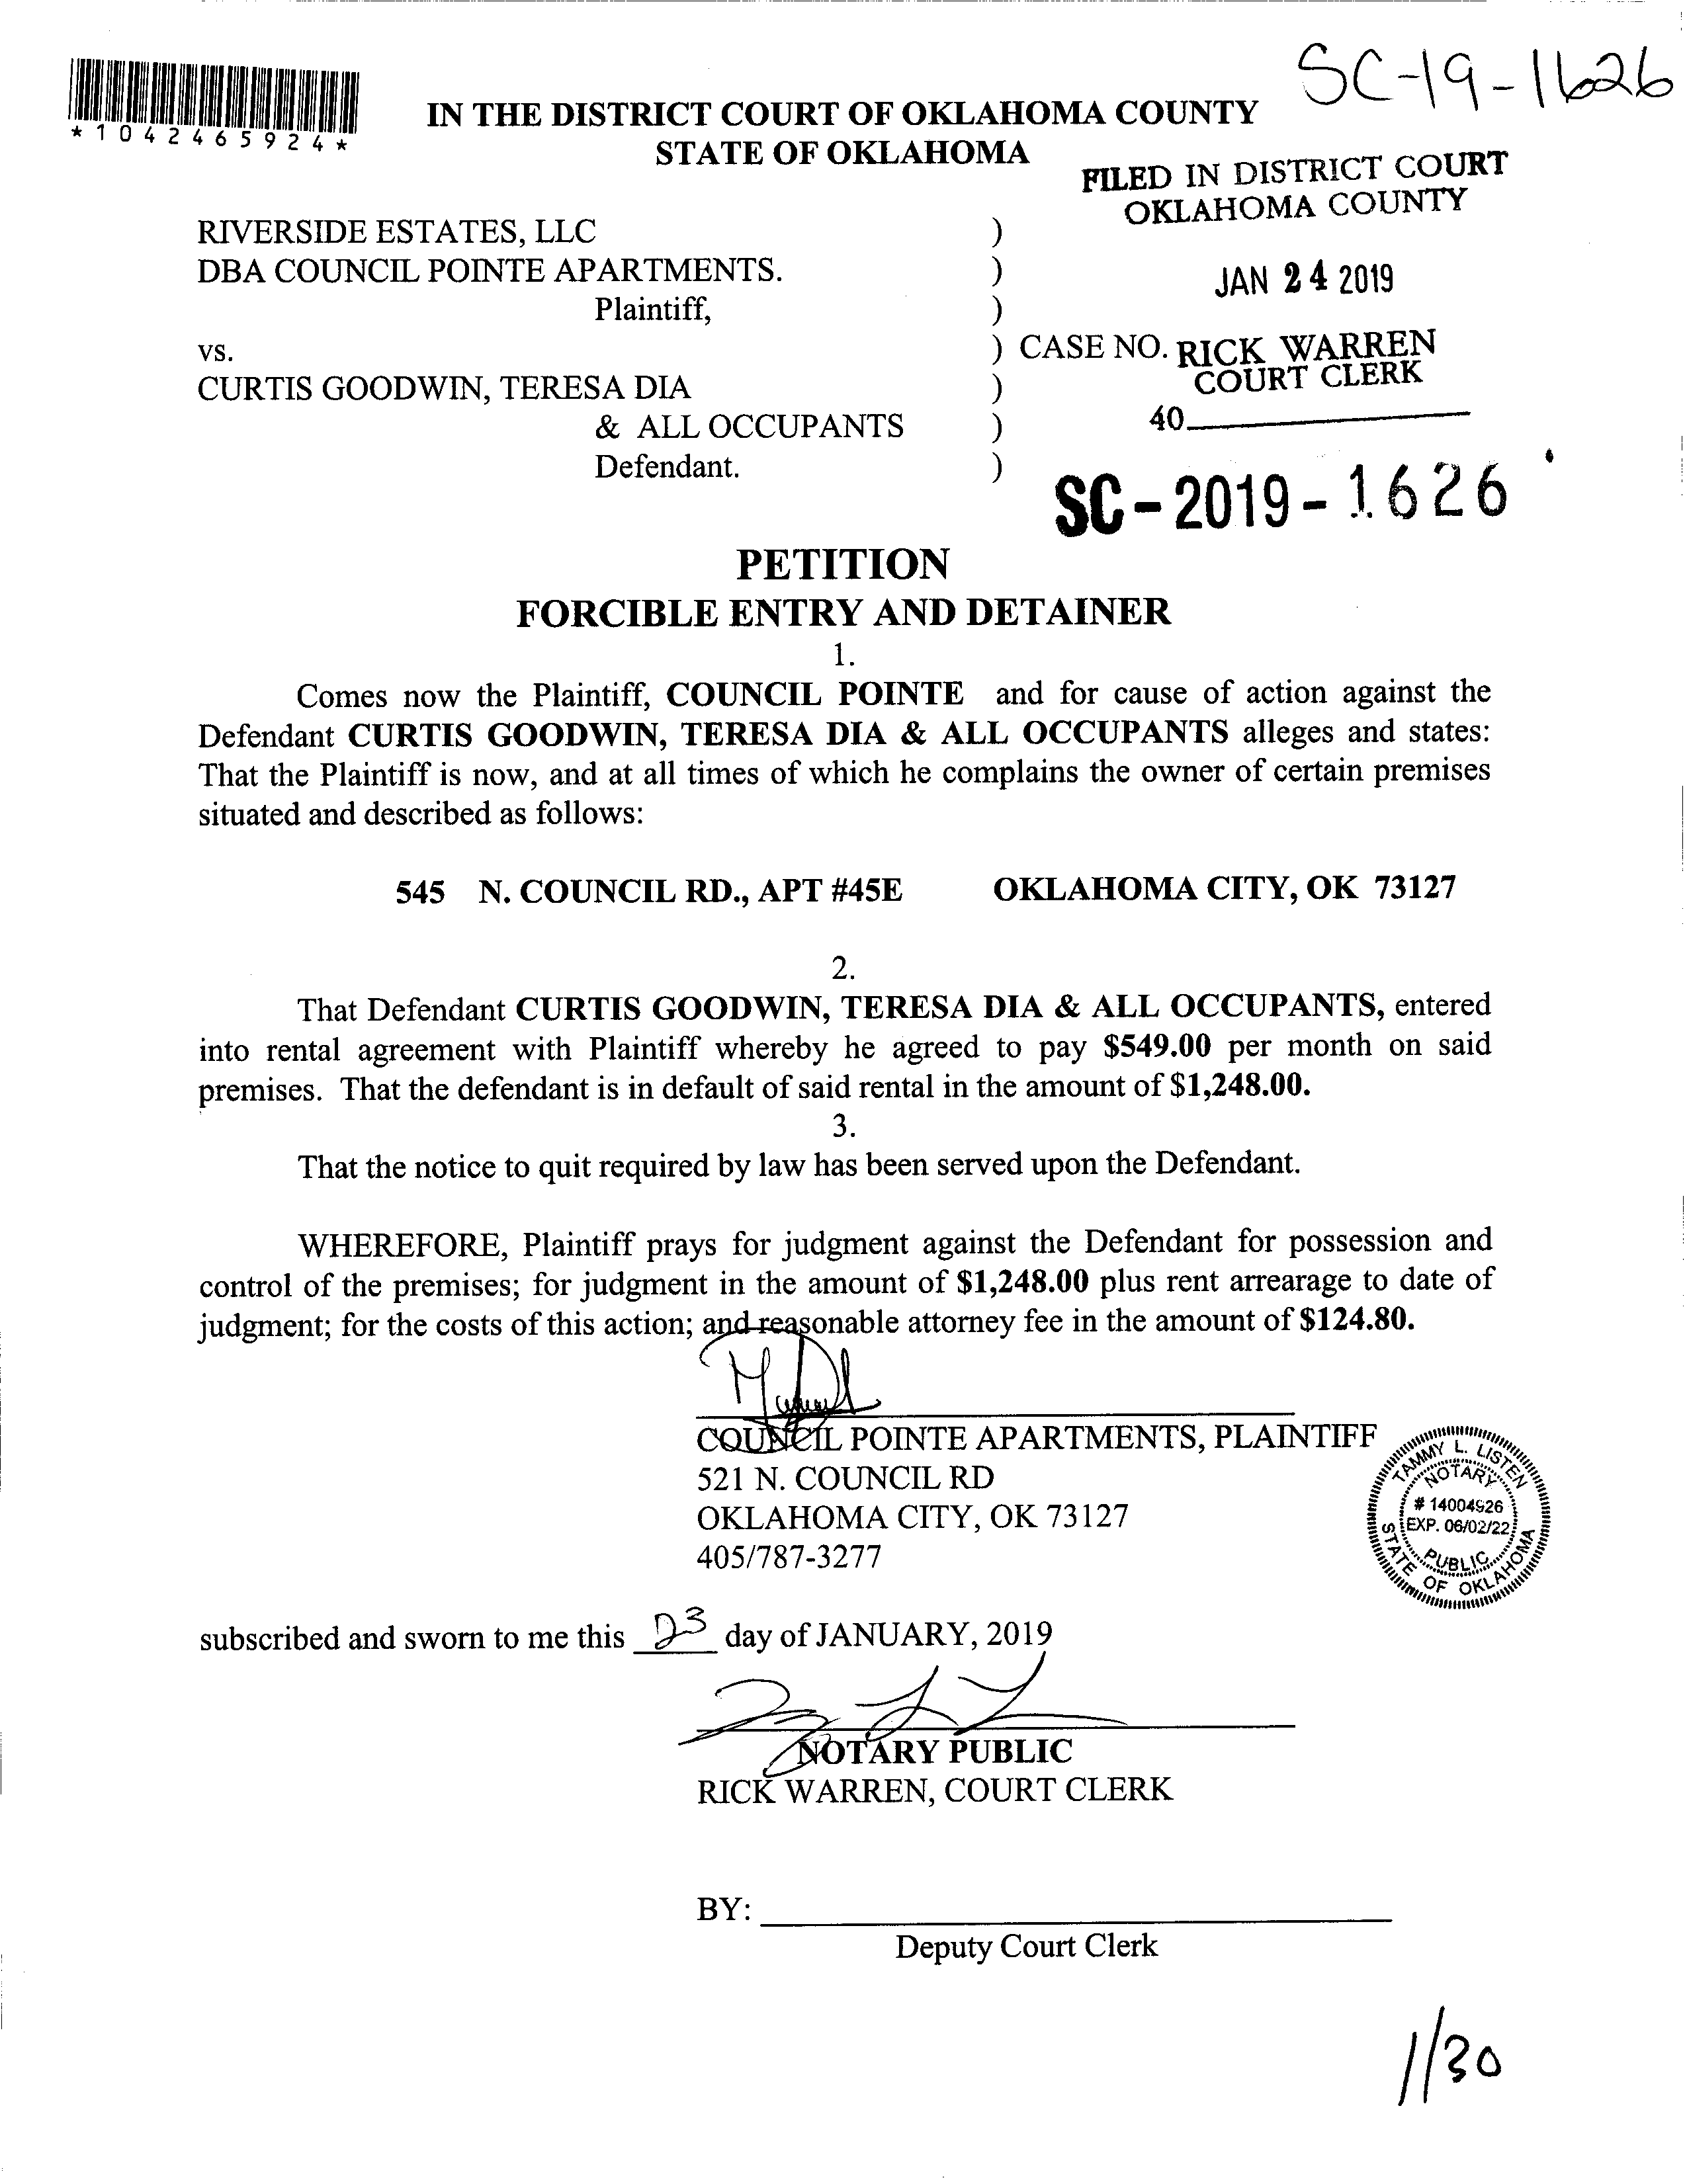 SC-19-1626
*1042465924*
IN THE DISTRICT COURT OF OKLAHOMA COUNTY
STATE OF OKLAHOMA
FILED IN DISTRICT COURT
OKLAHOMA COUNTY
RIVERSIDE ESTATES, LLC )
DBA COUNCIL POINTE APARTMENTS. )
JAN 24 2019
Plaintiff, )
vs. ) CASE NO. RICK WARREN
COURT CLERK
CURTIS GOODWIN, TERESA DIA )
& ALL OCCUPANTS ) 40
Defendant. )
SC-2019-1626
PETITION
FORCIBLE ENTRY AND DETAINER
1.
Comes now the Plaintiff, COUNCIL POINTE and for cause of action against the
Defendant CURTIS GOODWIN, TERESA DIA & ALL OCCUPANTS alleges and states:
That the Plaintiff is now, and at all times of which he complains the owner of certain premises
situated and described as follows:
545 N. COUNCIL RD., APT #45E OKLAHOMA CITY, OK 73127
2.
That Defendant CURTIS GOODWIN, TERESA DIA & ALL OCCUPANTS, entered
into rental agreement with Plaintiff whereby he agreed to pay $549.00 per month on said
premises. That the defendant is in default of said rental in the amount of $1,248.00.
3.
That the notice to quit required by law has been served upon the Defendant.
WHEREFORE, Plaintiff prays for judgment against the Defendant for possession and
control of the premises; for judgment in the amount of $1,248.00 plus rent arrearage to date of
judgment; for the costs of this action; and reasonable attorney fee in the amount of $124.80.
COUNCIL POINTE APARTMENTS, PLAINTIFF
521 N. COUNCIL RD
OKLAHOMA CITY, OK 73127
405/787-3277
TAMMY L. LISTEN
NOTARY
# 14004926
EXP. 06/02/22
PUBLIC
STATE OF OKLAHOMA
subscribed and sworn to me this 23 day of JANUARY, 2019
NOTARY PUBLIC
RICK WARREN, COURT CLERK
BY:
Deputy Court Clerk
1/30